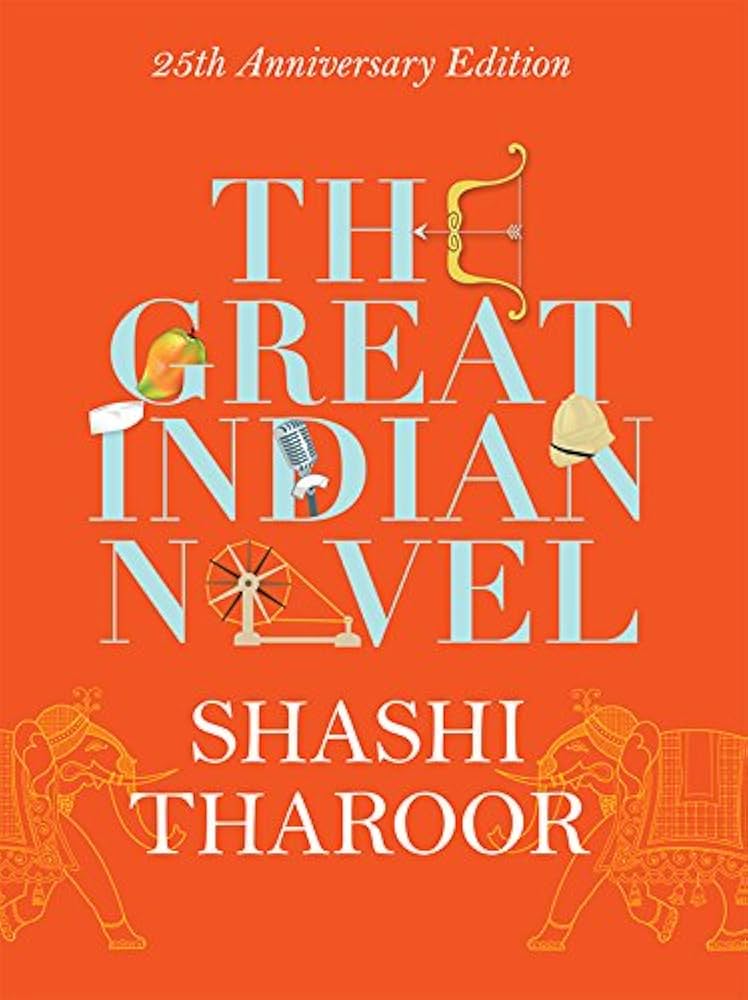 25th Anniversary Edition
THE
GREAT
INDIAN
NOVEL
SHASHI
THAROOR